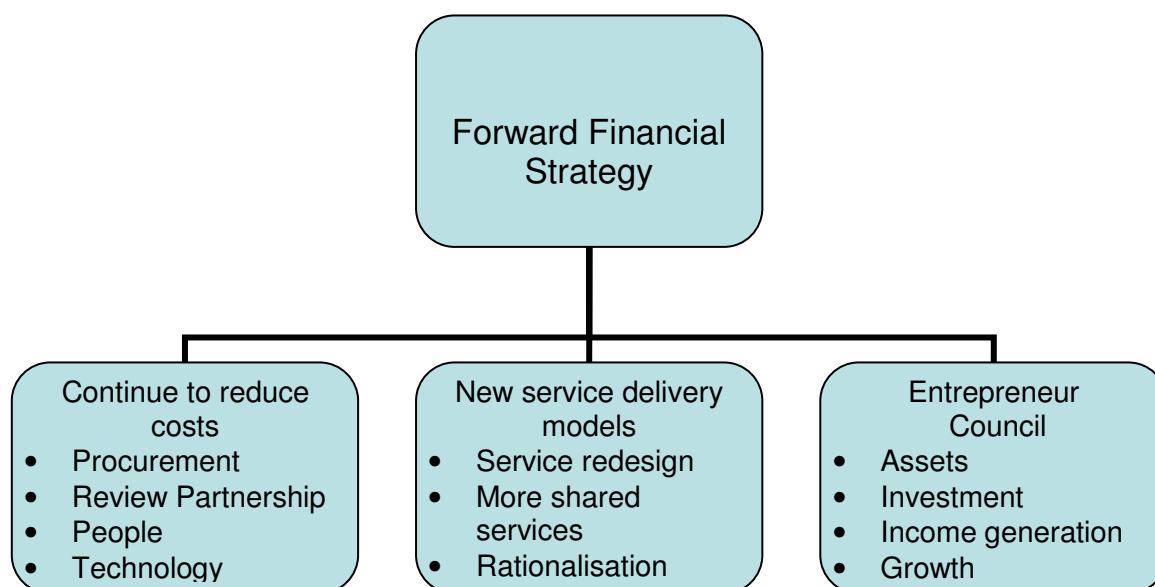 Forward Financial
Strategy
Continue to reduce
costs
• Procurement
• Review Partnership
• People
• Technology
New service delivery
models
• Service redesign
• More shared
services
• Rationalisation
Entrepreneur
Council
• Assets
• Investment
• Income generation
• Growth